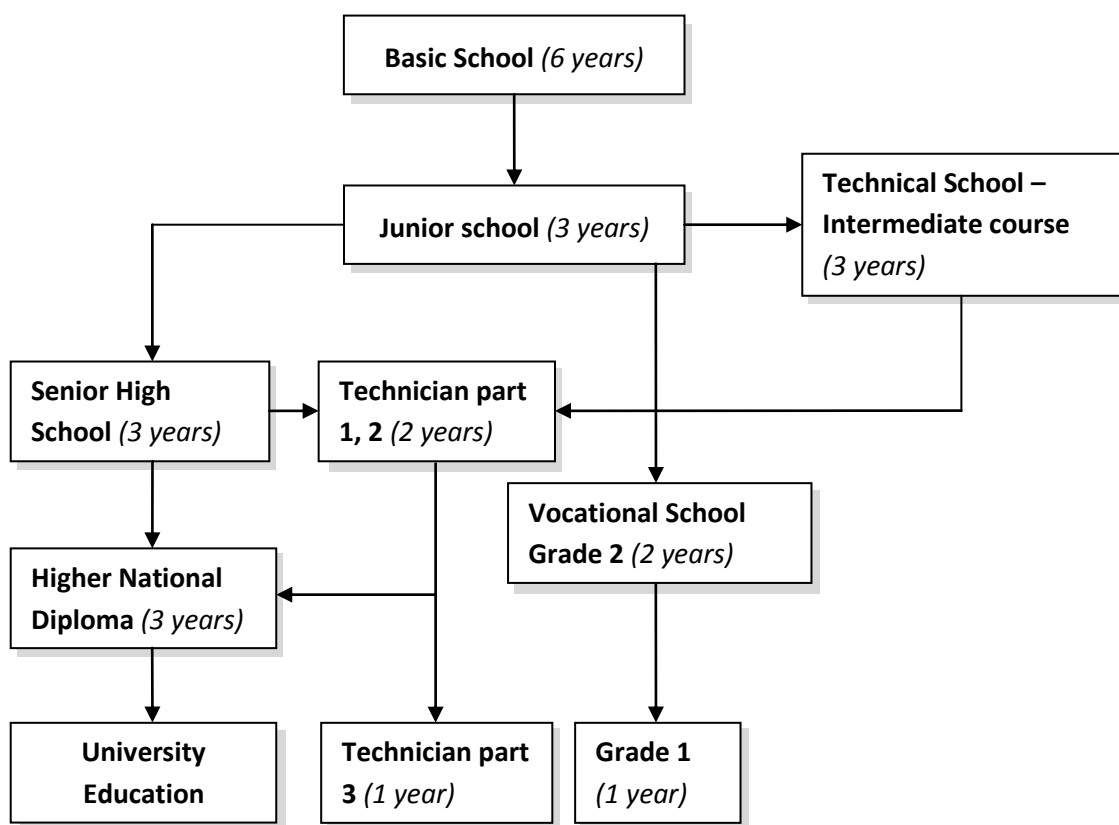 Basic School (6 years)
Junior school (3 years)
Technical School –
Intermediate course
(3 years)
Senior High
School (3 years)
Technician part
1, 2 (2 years)
Vocational School
Grade 2 (2 years)
Higher National
Diploma (3 years)
University
Education
Technician part
3 (1 year)
Grade 1
(1 year)